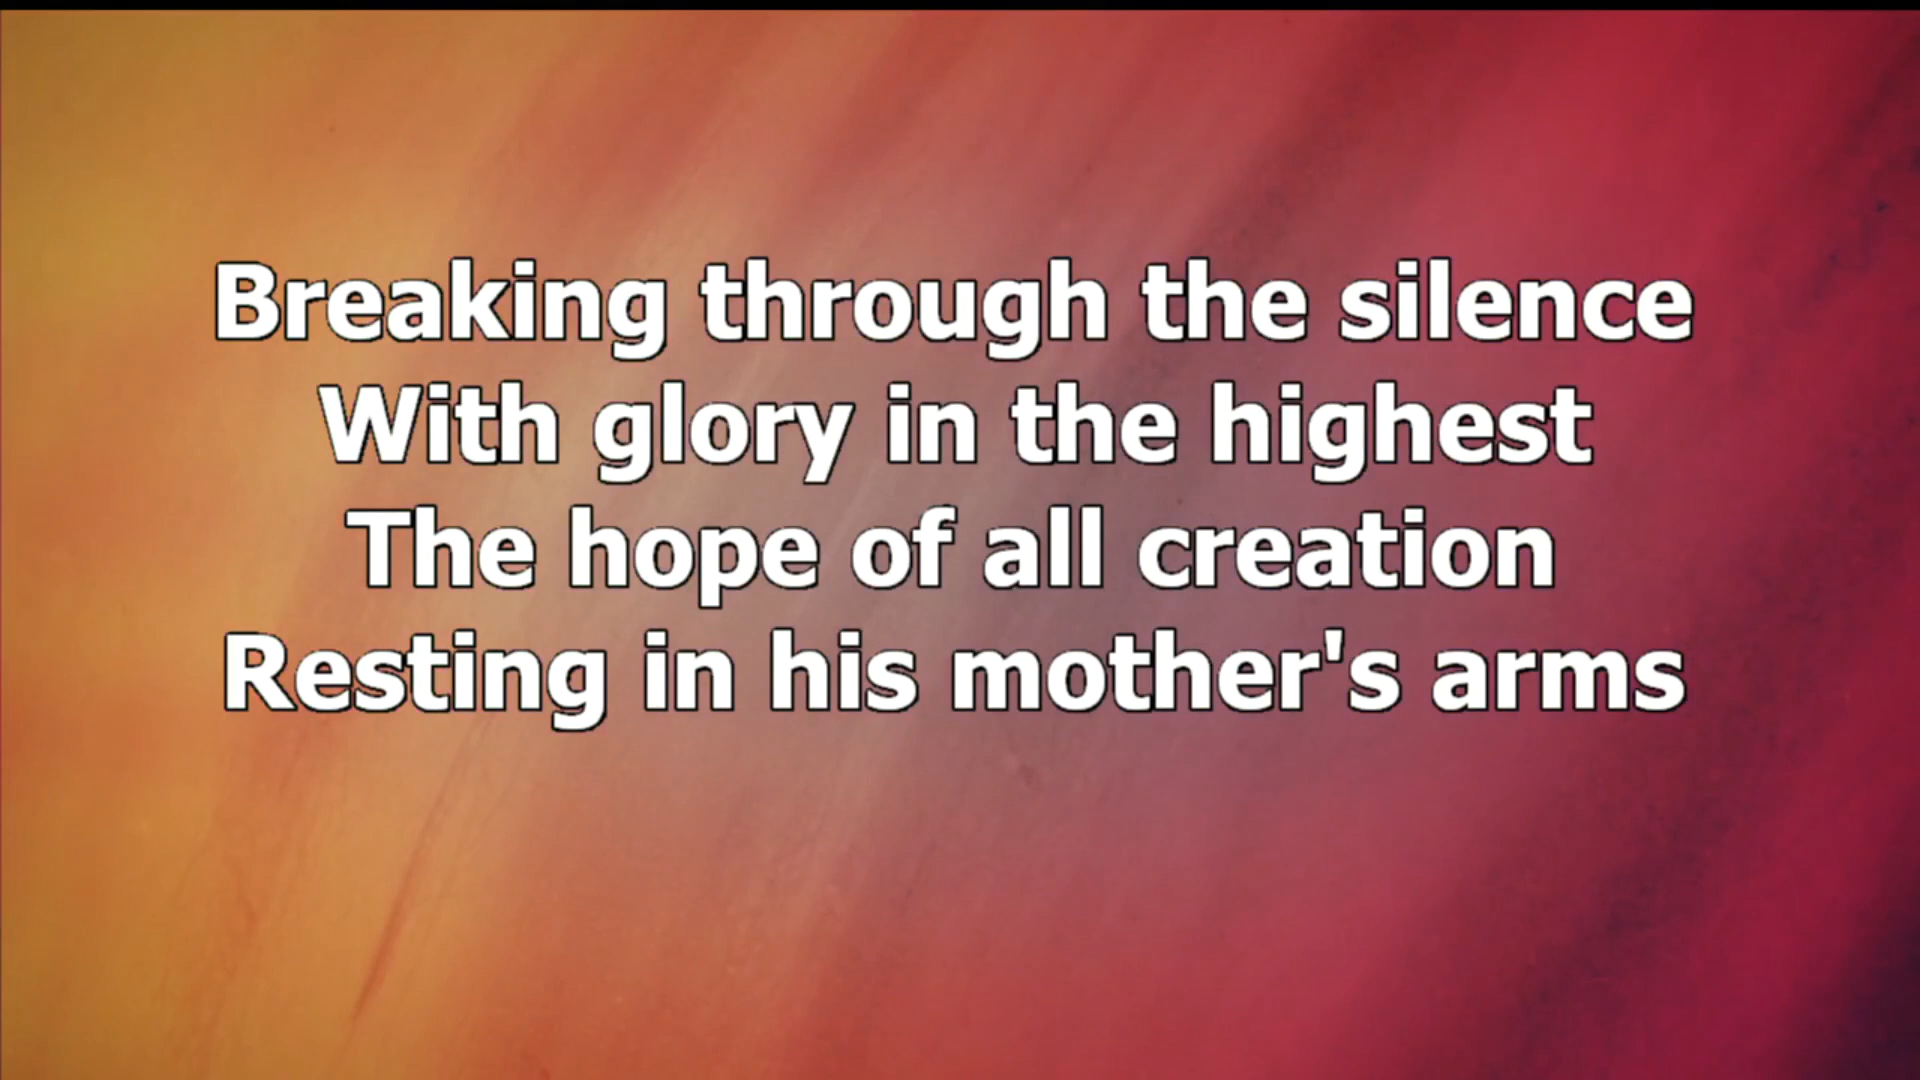 Breaking through the silence
With glory in the highest
The hope of all creation
Resting in his mother's arms